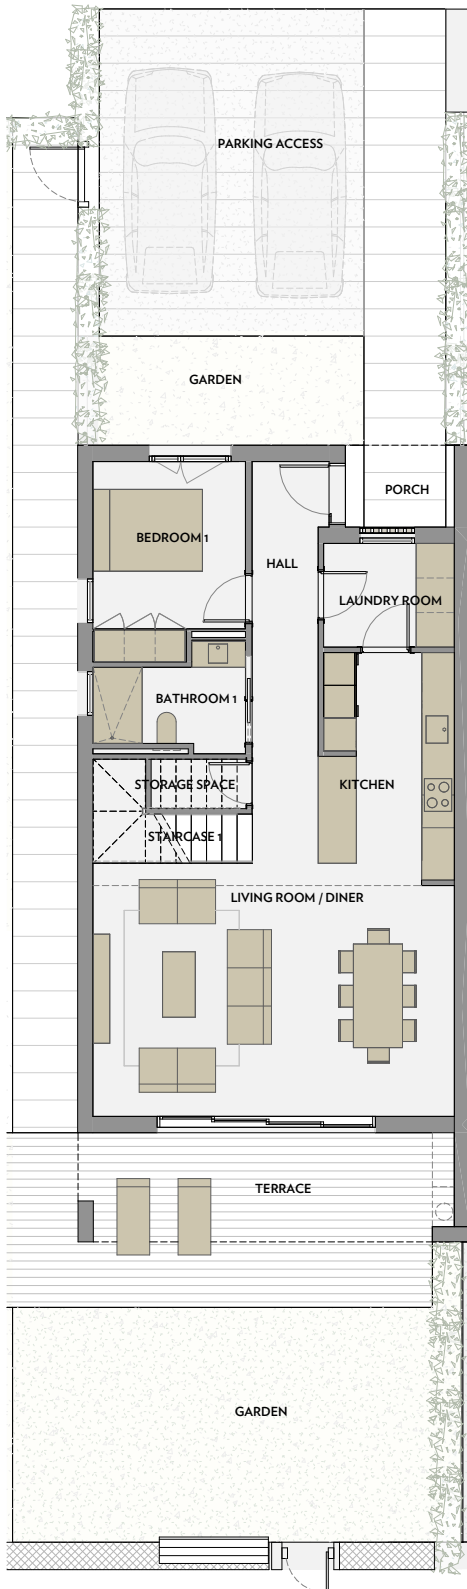 PARKING ACCESS
GARDEN
PORCH
BEDROOM 1
HALL
LAUNDRY ROOM
BATHROOM 1
STORAGE SPACE
KITCHEN
STAIRCASE 1
LIVING ROOM / DINER
TERRACE
GARDEN